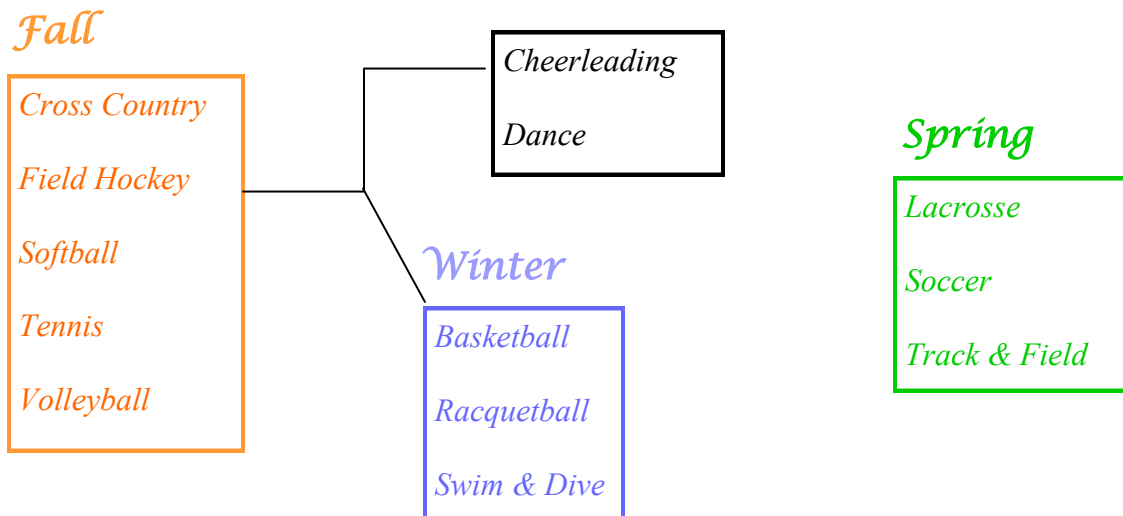 Fall
Cross Country
Field Hockey
Softball
Tennis
Volleyball
Cheerleading
Dance
Winter
Basketball
Racquetball
Swim & Dive
Spring
Lacrosse
Soccer
Track & Field